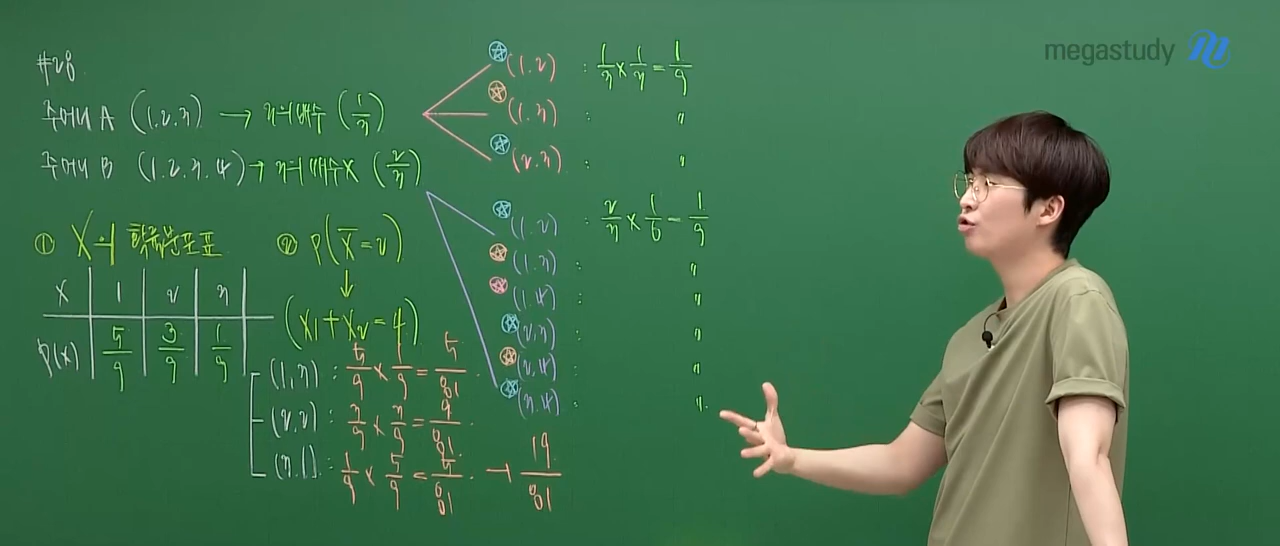 #28
주머니 A (1.2.3) → 3의 배수 (1/3)
주머니 B (1.2.3.4) → 3의 배수X (2/3)
① X의 확률분포표
X 1 2 3
P(X) 5/9 3/9 1/9
② P(X̄=2)
↓
(X1+X2=4)
(1,3) : 5/9 × 1/9 = 5/81
(2,2) : 3/9 × 3/9 = 9/81
(3.1) : 1/9 × 5/9 = 5/81 → 19/81
(1.2) : 1/3 × 1/3 = 1/9
(1.3) : "
(2.3) : "
(1.2) : 2/3 × 1/6 = 1/9
(1.3) : "
(1.4) : "
(2,3) : "
(2,4) : "
(3.4) : "
megastudy